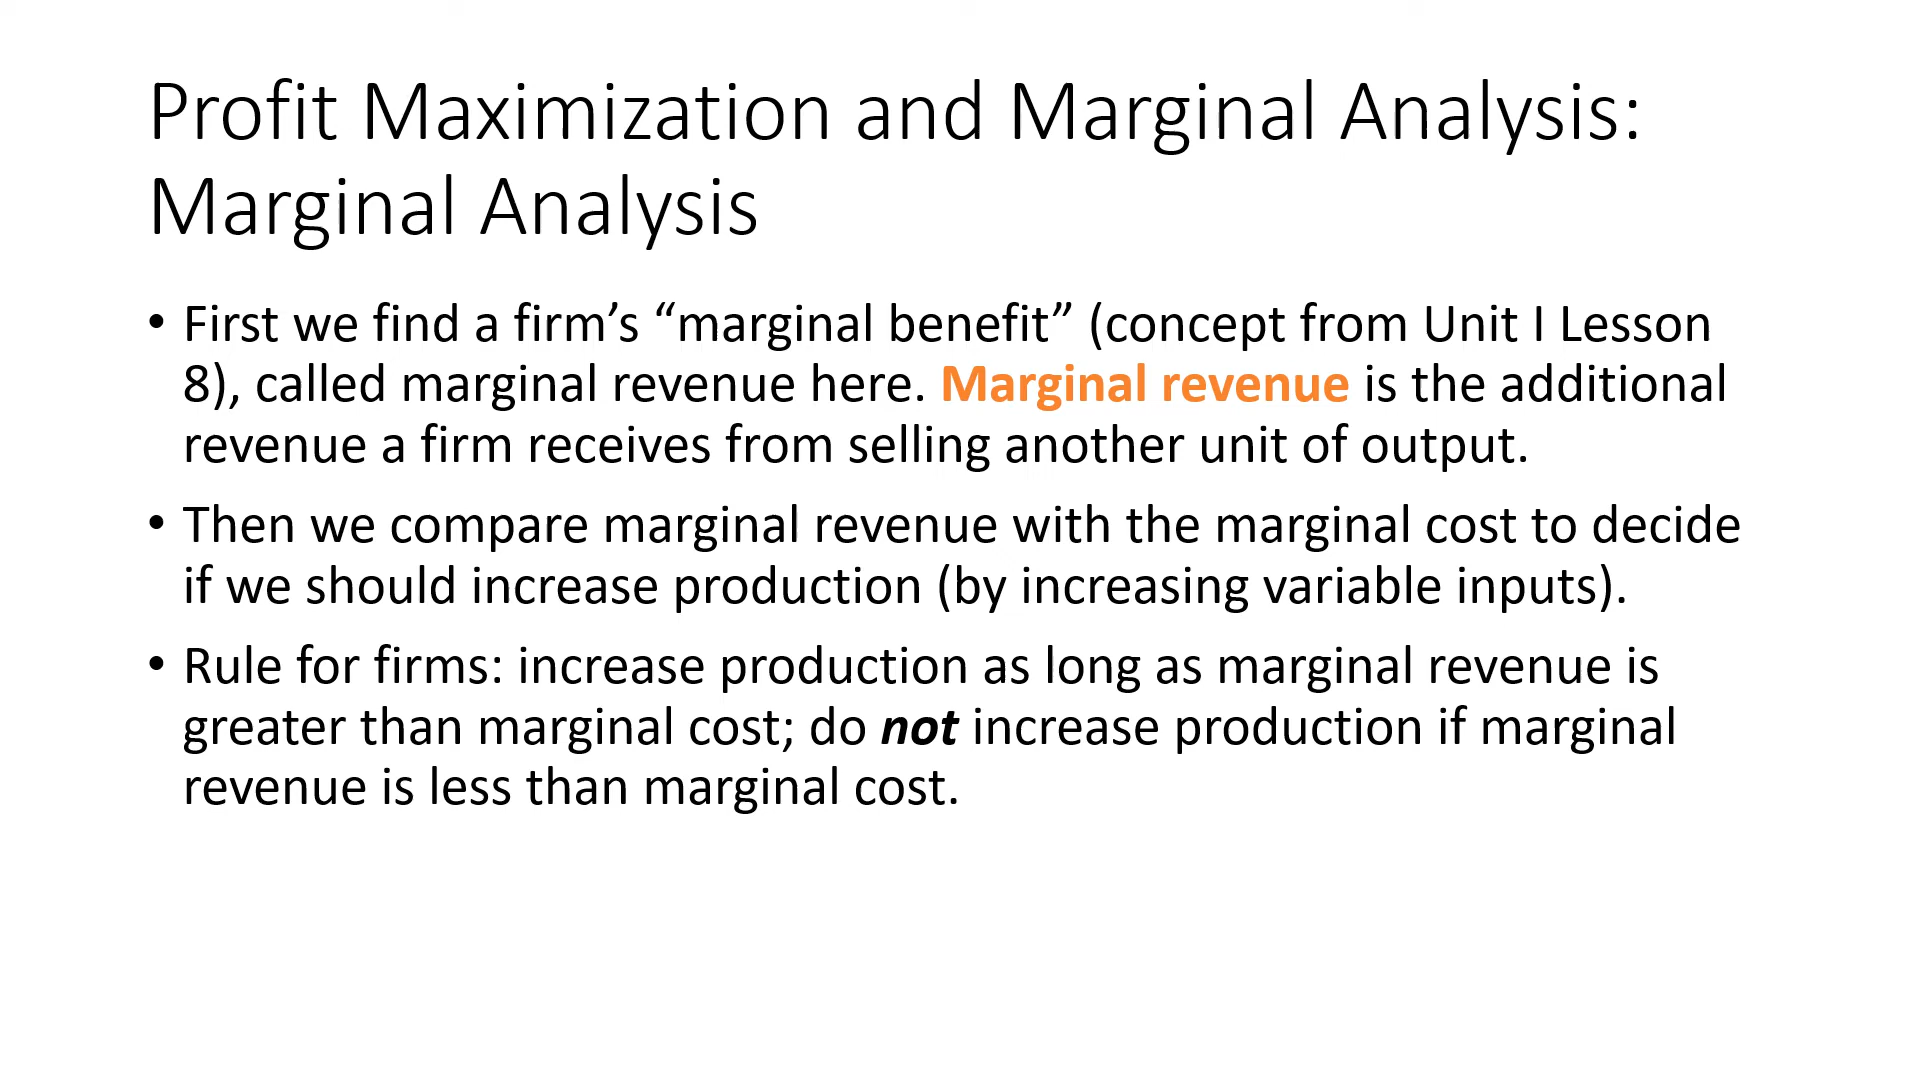 Profit Maximization and Marginal Analysis:
Marginal Analysis
• First we find a firm’s “marginal benefit” (concept from Unit I Lesson
8), called marginal revenue here. Marginal revenue is the additional
revenue a firm receives from selling another unit of output.
• Then we compare marginal revenue with the marginal cost to decide
if we should increase production (by increasing variable inputs).
• Rule for firms: increase production as long as marginal revenue is
greater than marginal cost; do not increase production if marginal
revenue is less than marginal cost.